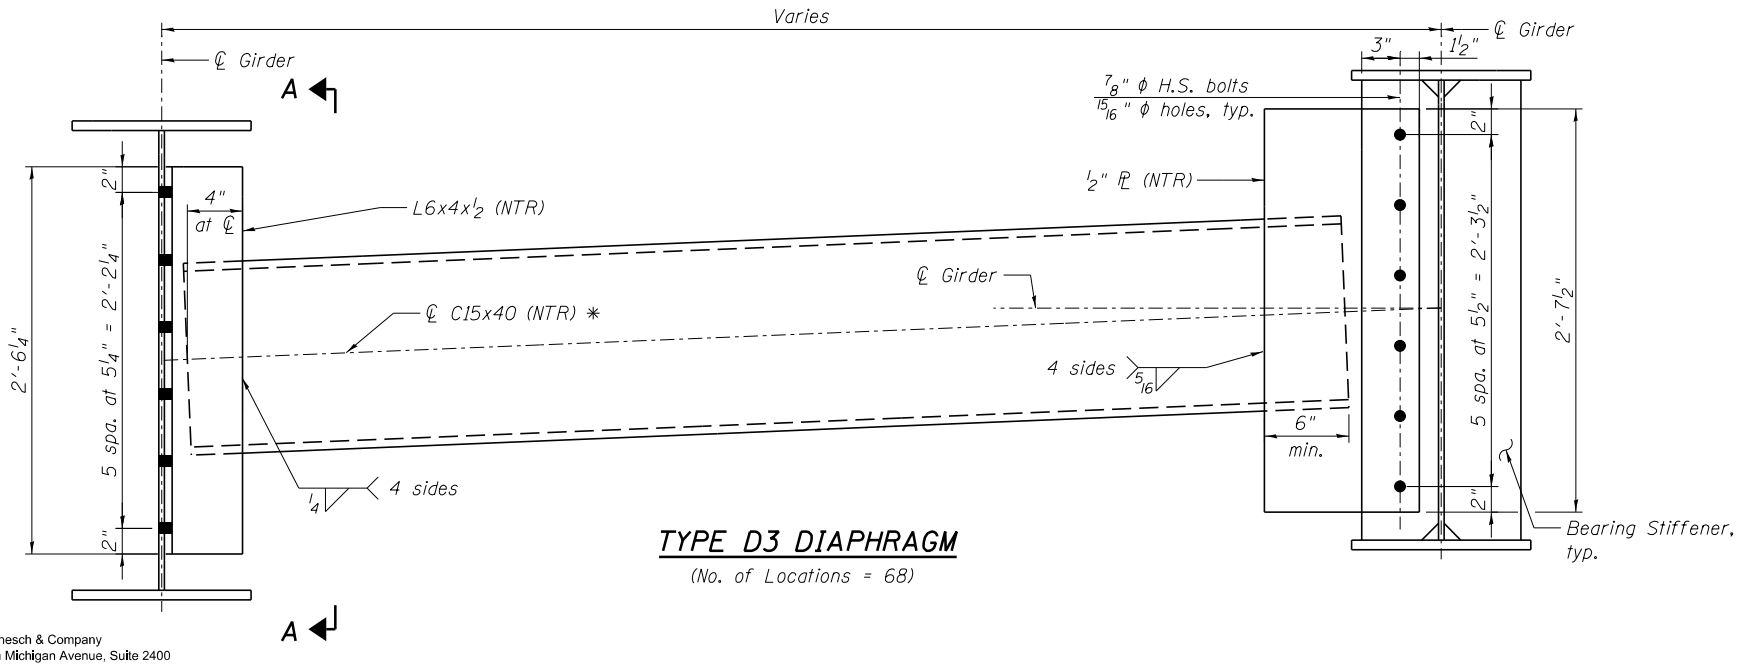 Varies
℄ Girder
℄ Girder
3"
1½"
A
⅞" ϕ H.S. bolts
15/16" ϕ holes, typ.
2"
2"
4"
at ℄
L6x4x½ (NTR)
½" ℙL (NTR)
℄ Girder
℄ C15x40 (NTR) *
2'-6¼"
5 spa. at 5¼" = 2'-2¼"
5 spa. at 5½" = 2'-3½"
2'-7½"
4 sides
5/16
6"
min.
¼
4 sides
2"
2"
TYPE D3 DIAPHRAGM
(No. of Locations = 68)
Bearing Stiffener,
typ.
A
& Company
Michigan Avenue, Suite 2400